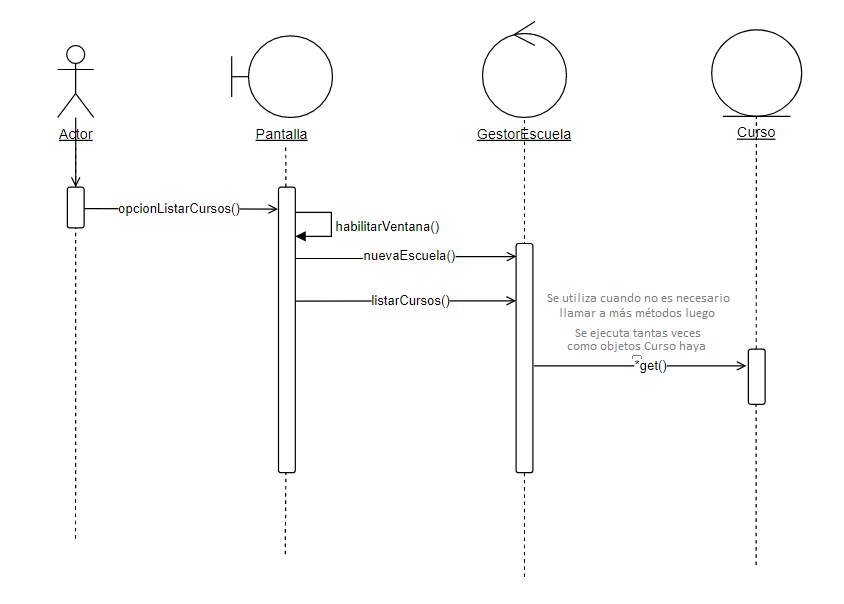 Actor
Pantalla
GestorEscuela
Curso
opcionListarCursos()
habilitarVentana()
nuevaEscuela()
listarCursos()
Se utiliza cuando no es necesario
llamar a más métodos luego
Se ejecuta tantas veces
como objetos Curso haya
*get()